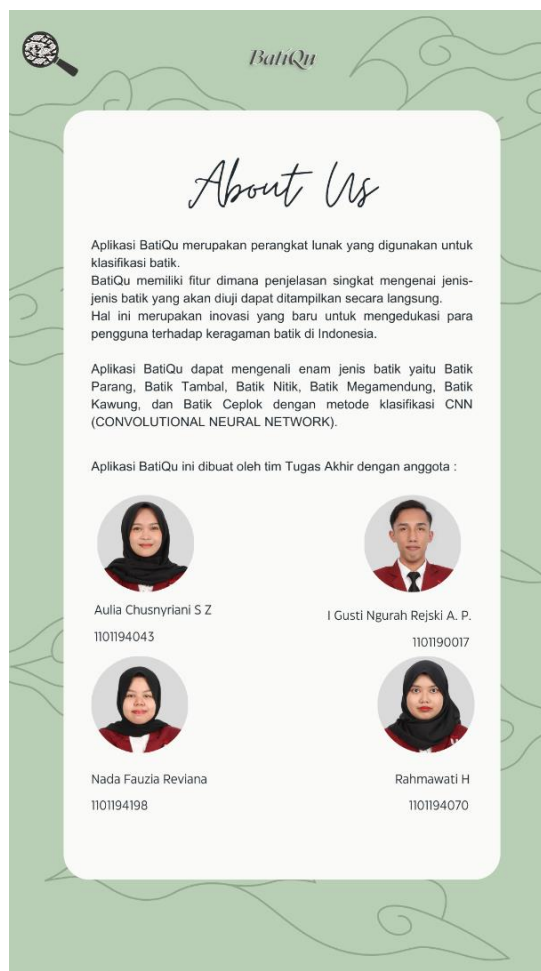 BatiQu
About Us
Aplikasi BatiQu merupakan perangkat lunak yang digunakan untuk
klasifikasi batik.
BatiQu memiliki fitur dimana penjelasan singkat mengenai jenis-
jenis batik yang akan diuji dapat ditampilkan secara langsung.
Hal ini merupakan inovasi yang baru untuk mengedukasi para
pengguna terhadap keragaman batik di Indonesia.
Aplikasi BatiQu dapat mengenali enam jenis batik yaitu Batik
Parang, Batik Tambal, Batik Nitik, Batik Megamendung, Batik
Kawung, dan Batik Ceplok dengan metode klasifikasi CNN
(CONVOLUTIONAL NEURAL NETWORK).
Aplikasi BatiQu ini dibuat oleh tim Tugas Akhir dengan anggota :
Aulia Chusnyriani S Z
1101194043
I Gusti Ngurah Rejski A. P.
1101190017
Nada Fauzia Reviana
1101194198
Rahmawati H
1101194070